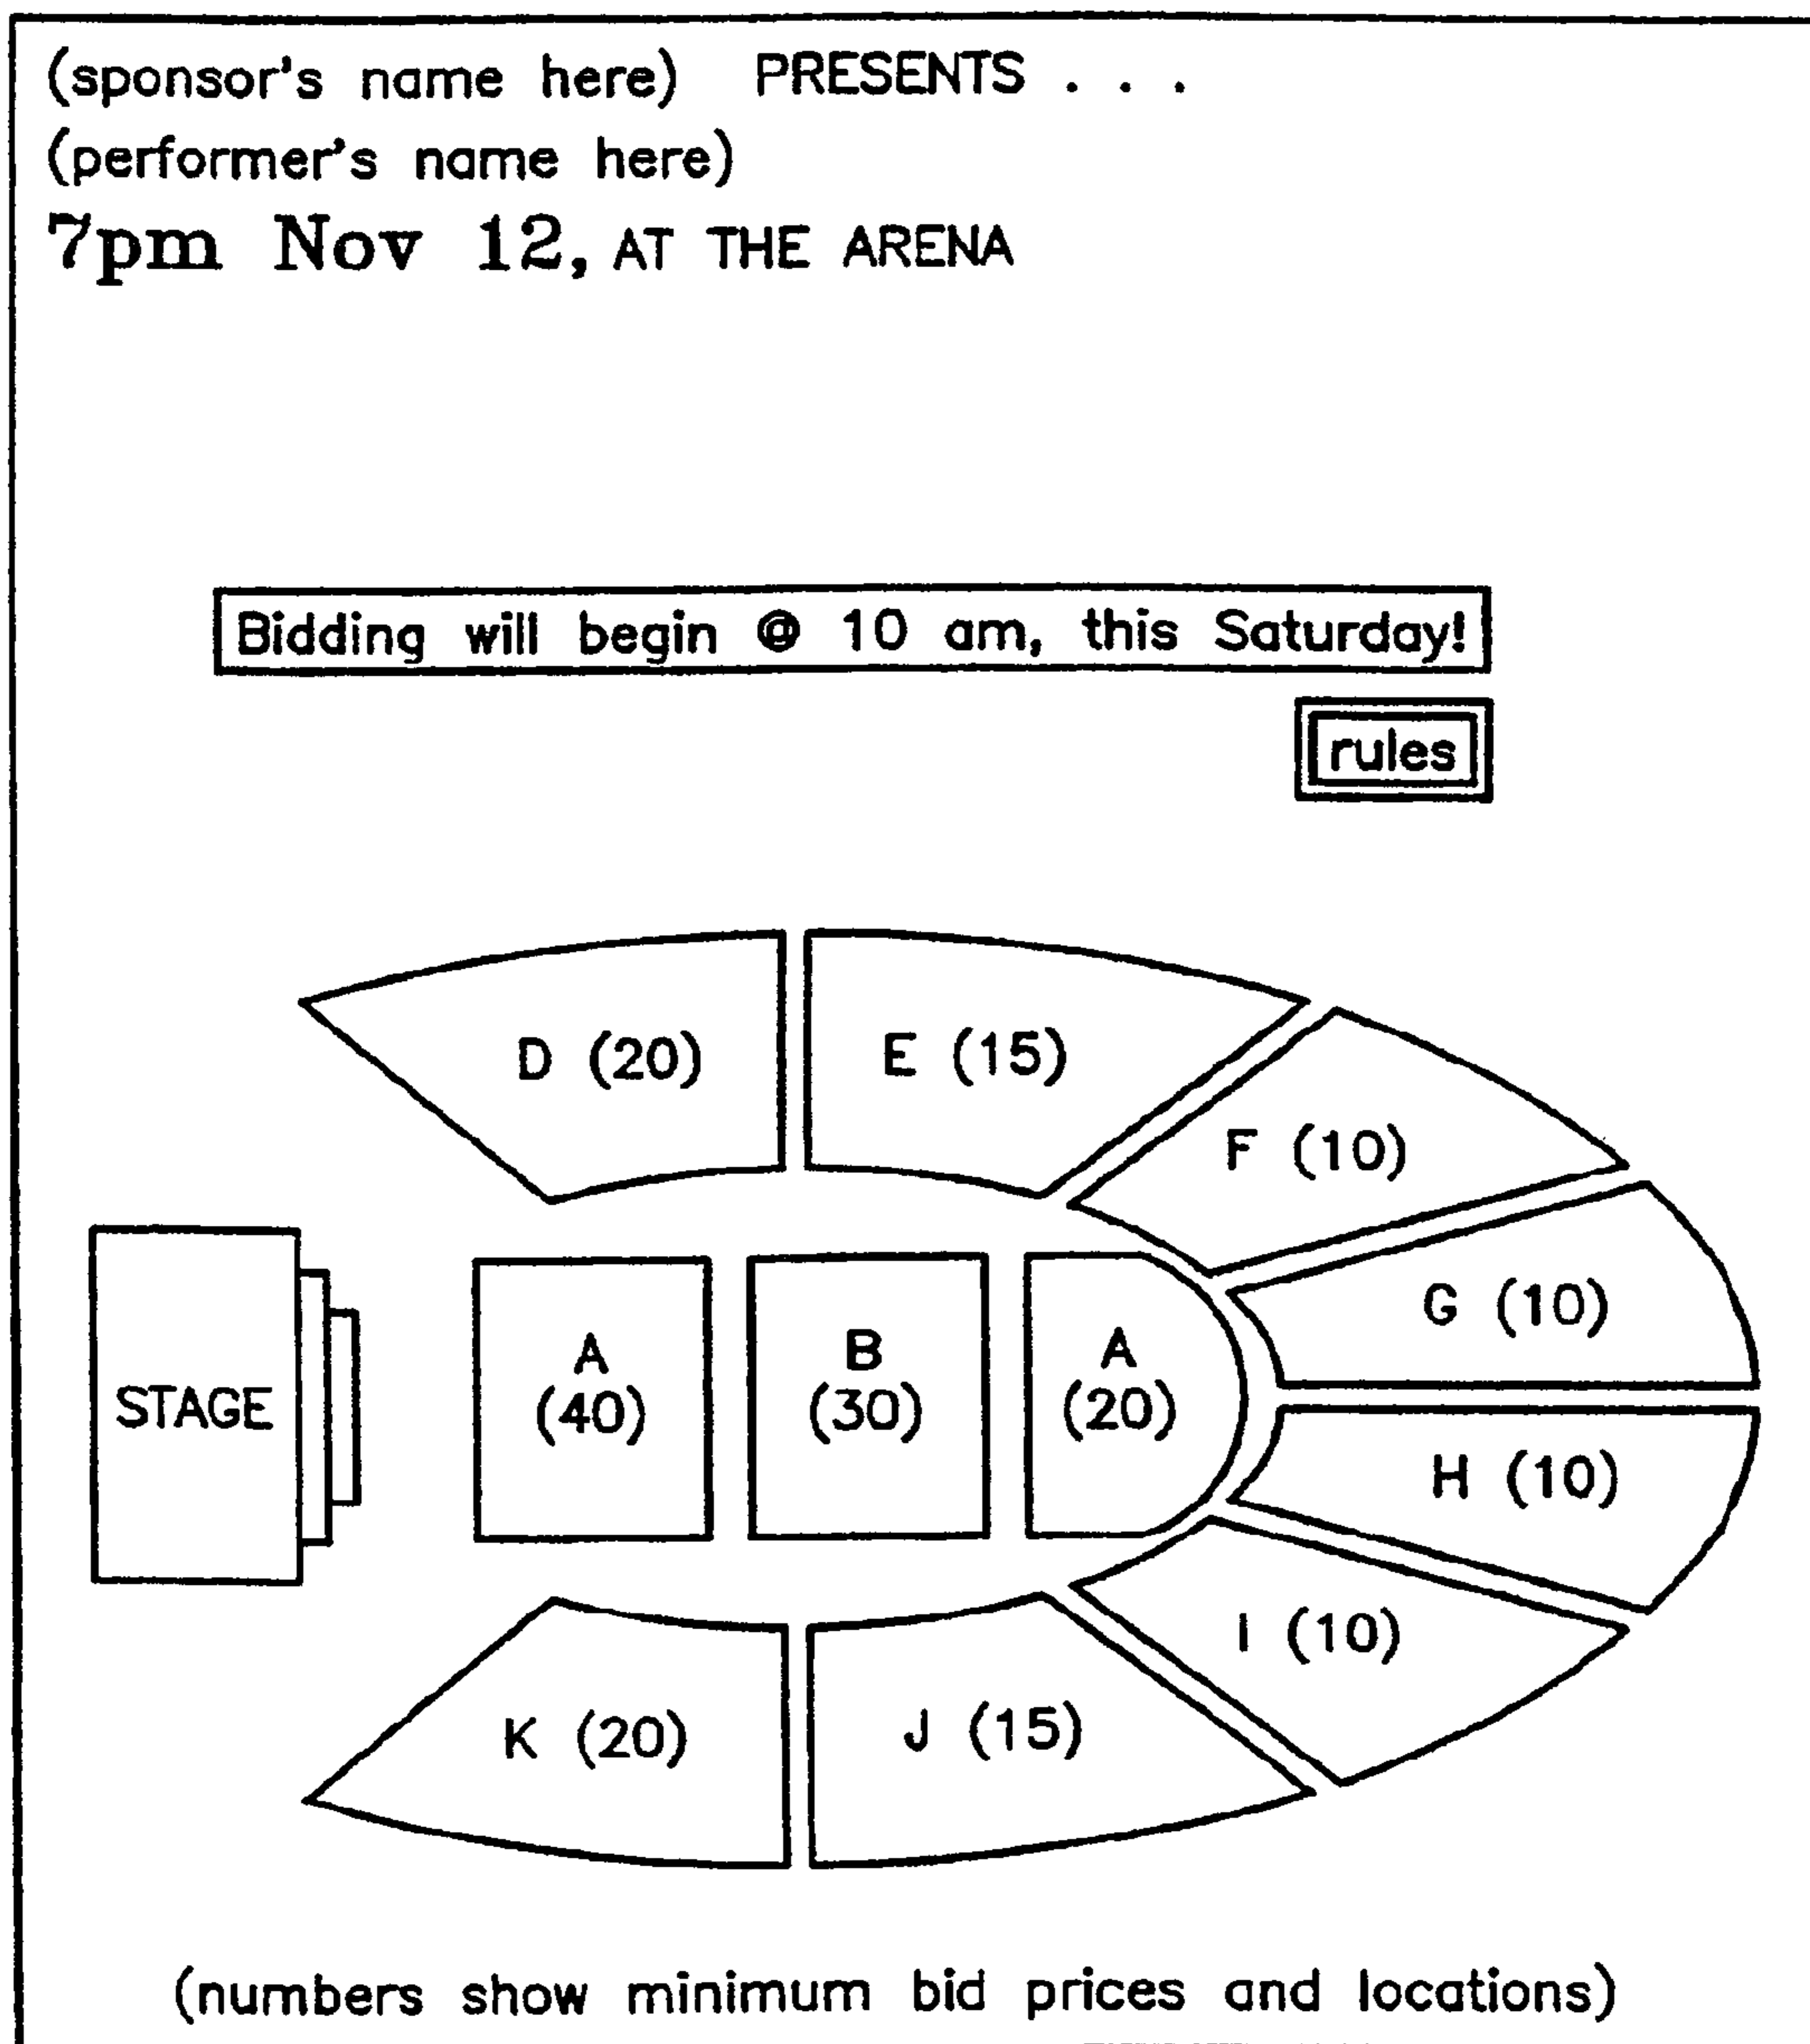 (sponsor's name here) PRESENTS . . .
(performer's name here)
7pm Nov 12, AT THE ARENA
Bidding will begin @ 10 am, this Saturday!
rules
D (20)
E (15)
F (10)
G (10)
STAGE
A
(40)
B
(30)
A
(20)
H (10)
I (10)
K (20)
J (15)
(numbers show minimum bid prices and locations)